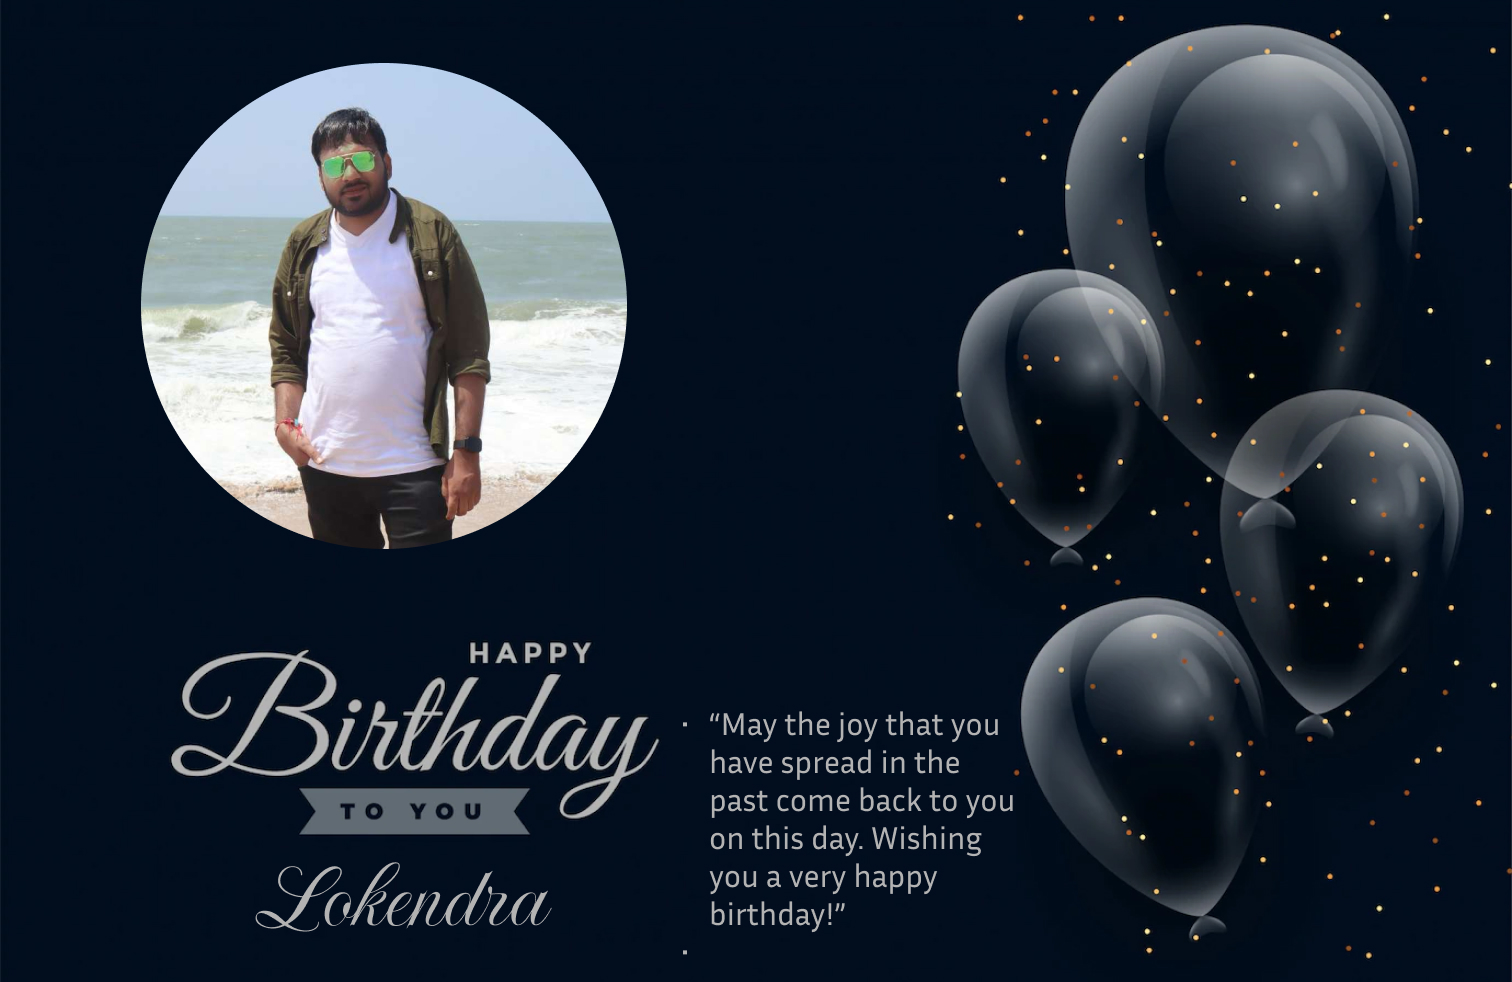 HAPPY
Birthday
TO YOU
Lokendra
“May the joy that you
have spread in the
past come back to you
on this day. Wishing
you a very happy
birthday!”